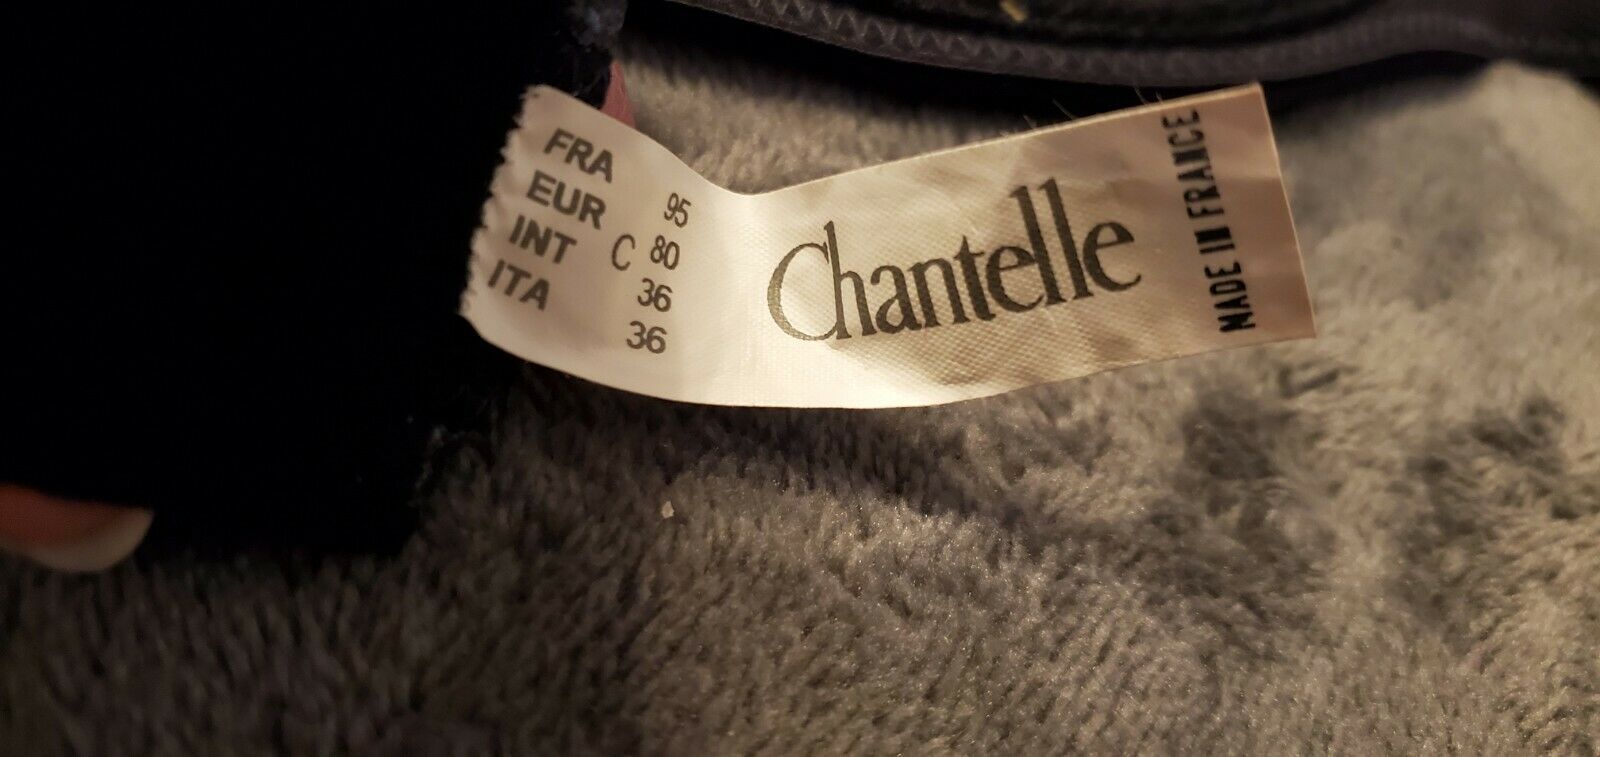 FRA 95
EUR C 80
INT 36
ITA 36
Chantelle
MADE IN FRANCE